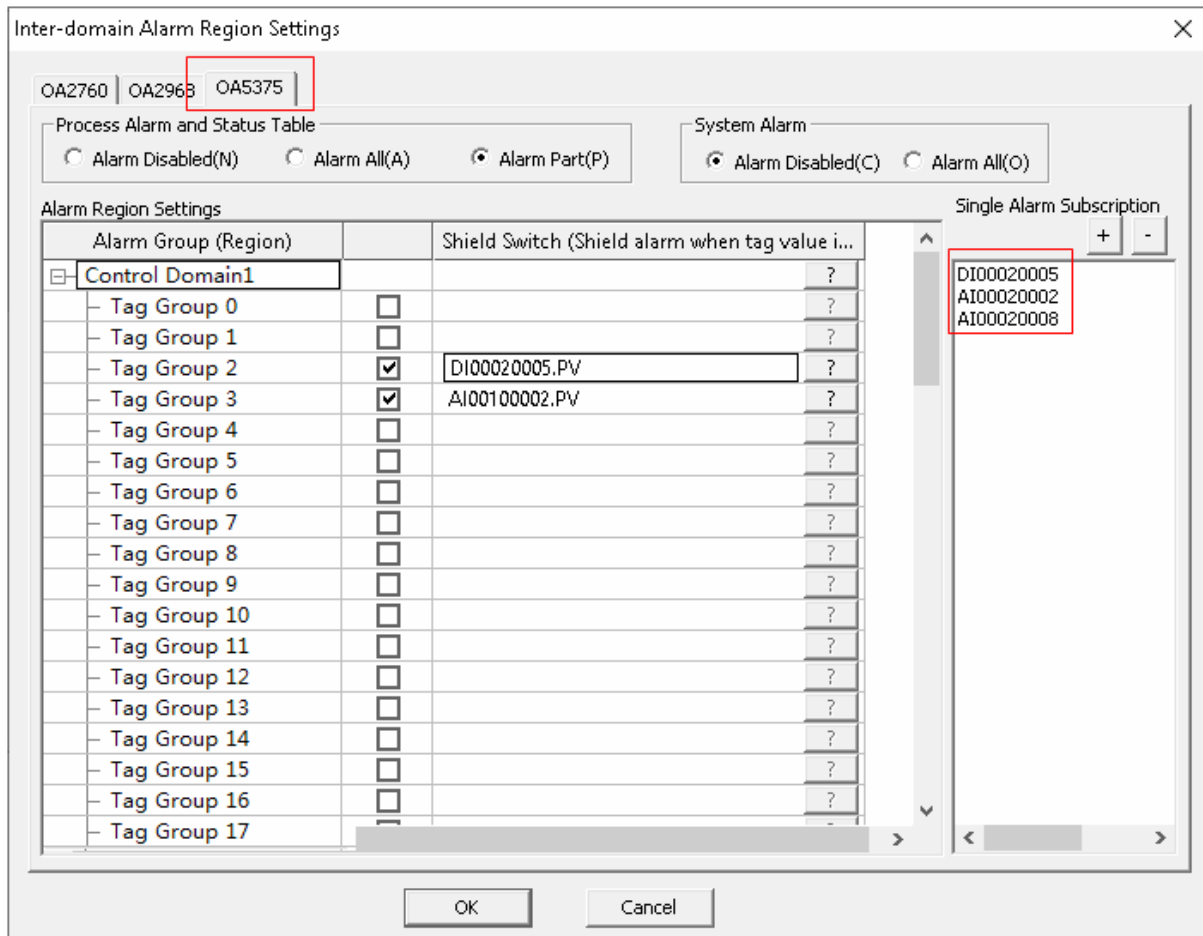 Inter-domain Alarm Region Settings
OA2760 OA2968 OA5375
Process Alarm and Status Table
Alarm Disabled(N) Alarm All(A) Alarm Part(P)
System Alarm
Alarm Disabled(C) Alarm All(O)
Alarm Region Settings
Single Alarm Subscription
+ -
Alarm Group (Region) Shield Switch (Shield alarm when tag value i...
Control Domain1 ?
Tag Group 0 ?
Tag Group 1 ?
Tag Group 2 DI00020005.PV ?
Tag Group 3 AI00100002.PV ?
Tag Group 4 ?
Tag Group 5 ?
Tag Group 6 ?
Tag Group 7 ?
Tag Group 8 ?
Tag Group 9 ?
Tag Group 10 ?
Tag Group 11 ?
Tag Group 12 ?
Tag Group 13 ?
Tag Group 14 ?
Tag Group 15 ?
Tag Group 16 ?
Tag Group 17
DI00020005
AI00020002
AI00020008
OK Cancel